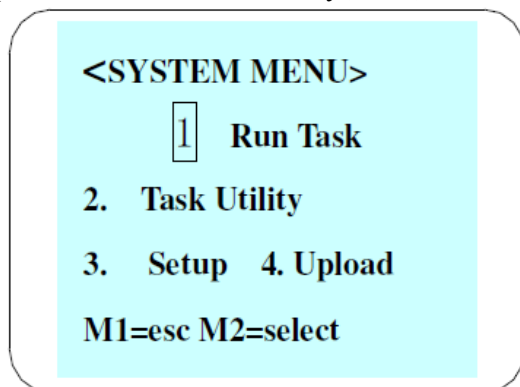 <SYSTEM MENU>
1 Run Task
2. Task Utility
3. Setup 4. Upload
M1=esc M2=select